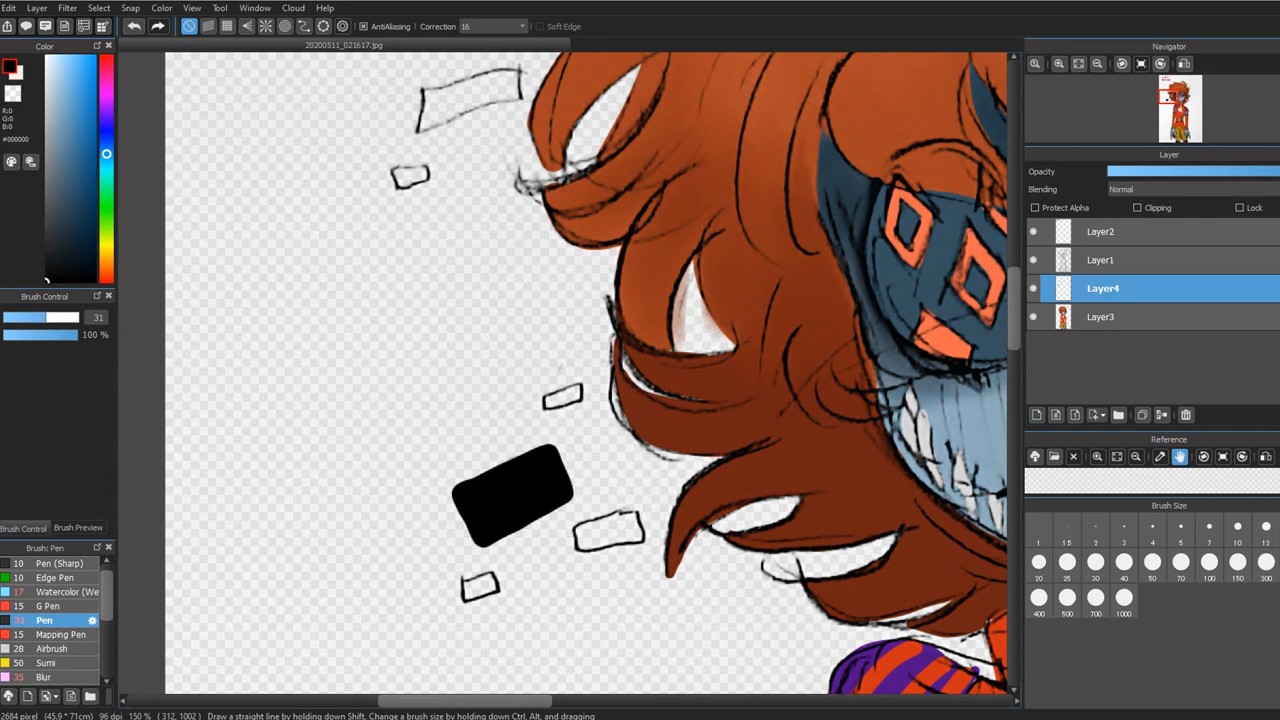 Edit Layer Filter Select Snap Color View Tool Window Cloud Help
AntiAliasing Correction 16 Soft Edge
20200511_021617.jpg
Color
R:0
G:0
B:0
#000000
Brush Control
31
100 %
Brush Control Brush Preview
Brush: Pen
10 Pen (Sharp)
10 Edge Pen
17 Watercolor (We
15 G Pen
31 Pen
15 Mapping Pen
28 Airbrush
50 Sumi
35 Blur
Navigator
Layer
Opacity
Blending Normal
Protect Alpha Clipping Lock
Layer2
Layer1
Layer4
Layer3
Reference
Brush Size
1 1.5 2 3 4 5 7 10 12
20 25 30 40 50 70 100 150 200
400 500 700 1000
2684 pixel (45.9 * 71cm) 96 dpi 150 % ( 312, 1002 ) Draw a straight line by holding down Shift, Change a brush size by holding down Ctrl, Alt, and dragging